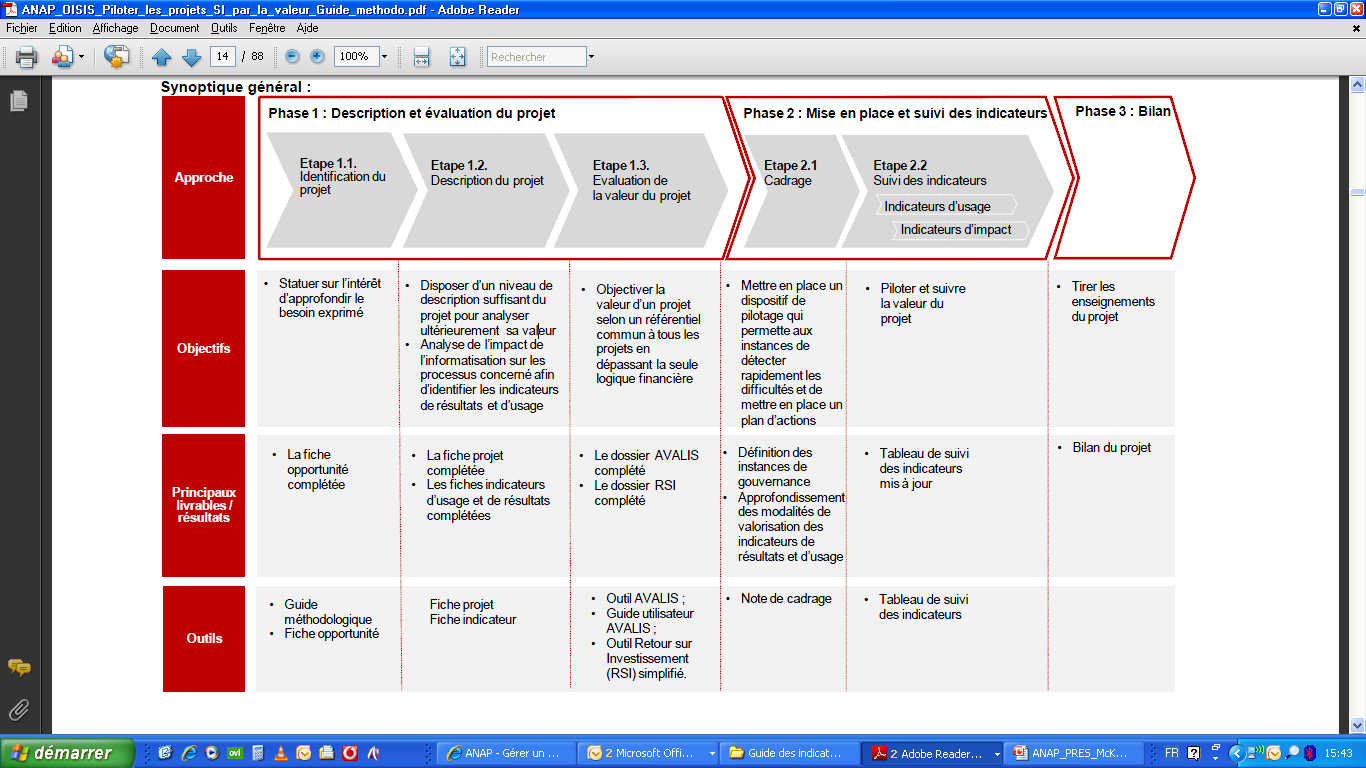 ANAP_OISIS_Piloter_les_projets_SI_par_la_valeur_Guide_methodo.pdf - Adobe Reader
Fichier Edition Affichage Document Outils Fenêtre Aide
14 / 88 100% Rechercher
Synoptique général :
Approche
Phase 1 : Description et évaluation du projet
Etape 1.1.
Identification du
projet
Etape 1.2.
Description du projet
Etape 1.3.
Evaluation de
la valeur du projet
Phase 2 : Mise en place et suivi des indicateurs
Etape 2.1
Cadrage
Etape 2.2
Suivi des indicateurs
Indicateurs d'usage
Indicateurs d'impact
Phase 3 : Bilan
Objectifs
• Statuer sur l'intérêt
d'approfondir le
besoin exprimé
• Disposer d'un niveau de
description suffisant du
projet pour analyser
ultérieurement sa valeur
• Analyse de l'impact de
l'informatisation sur les
processus concerné afin
d'identifier les indicateurs
de résultats et d'usage
• Objectiver la
valeur d'un projet
selon un référentiel
commun à tous les
projets en
dépassant la seule
logique financière
• Mettre en place un
dispositif de
pilotage qui
permette aux
instances de
détecter
rapidement les
difficultés et de
mettre en place un
plan d'actions
• Piloter et suivre
la valeur du
projet
• Tirer les
enseignements
du projet
Principaux
livrables /
résultats
• La fiche
opportunité
complétée
• La fiche projet
complétée
• Les fiches indicateurs
d'usage et de résultats
complétées
• Le dossier AVALIS
complété
• Le dossier RSI
complété
• Définition des
instances de
gouvernance
• Approfondissement
des modalités de
valorisation des
indicateurs de
résultats et d'usage
• Tableau de suivi
des indicateurs
mis à jour
• Bilan du projet
Outils
• Guide
méthodologique
• Fiche opportunité
Fiche projet
Fiche indicateur
• Outil AVALIS ;
• Guide utilisateur
AVALIS ;
• Outil Retour sur
Investissement
(RSI) simplifié.
• Note de cadrage
• Tableau de suivi
des indicateurs
démarrer ovi ANAP - Gérer un ... 2 Microsoft Offi... Guide des indicat... 2 Adobe Reader... ANAP_PRES_McK... FR 15:43